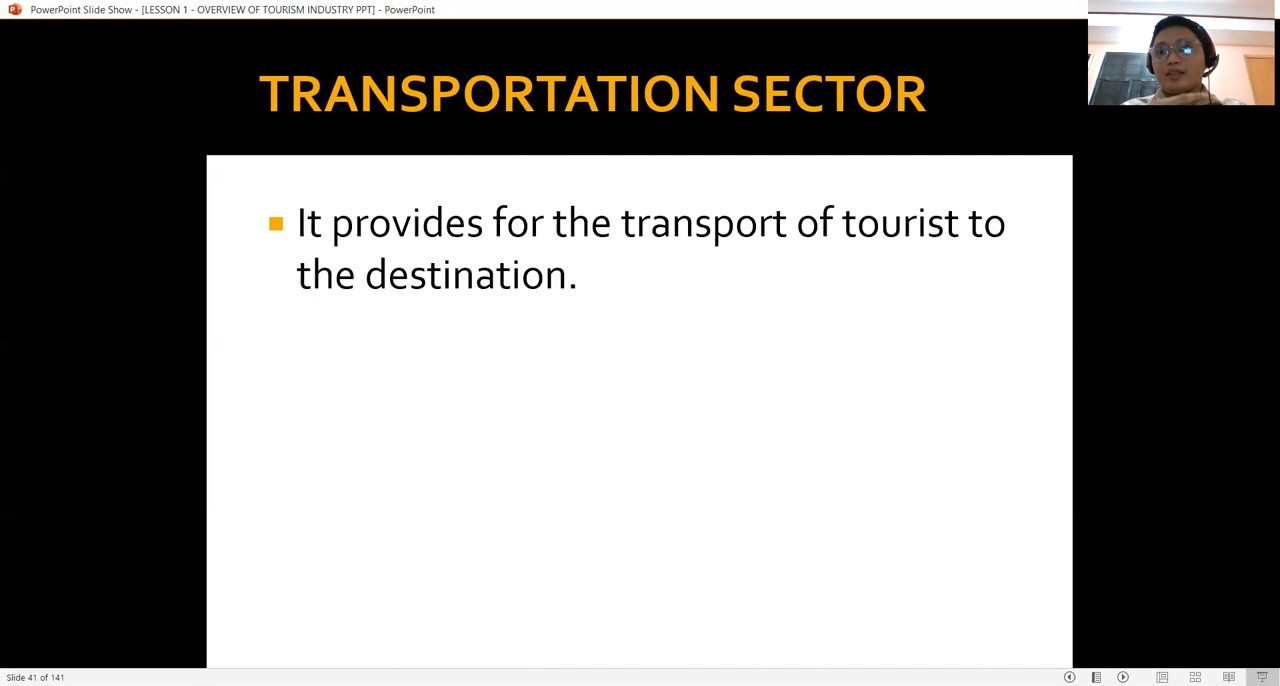 PowerPoint Slide Show - [LESSON 1 - OVERVIEW OF TOURISM INDUSTRY PPT] - PowerPoint
TRANSPORTATION SECTOR
It provides for the transport of tourist to
the destination.
Slide 41 of 141